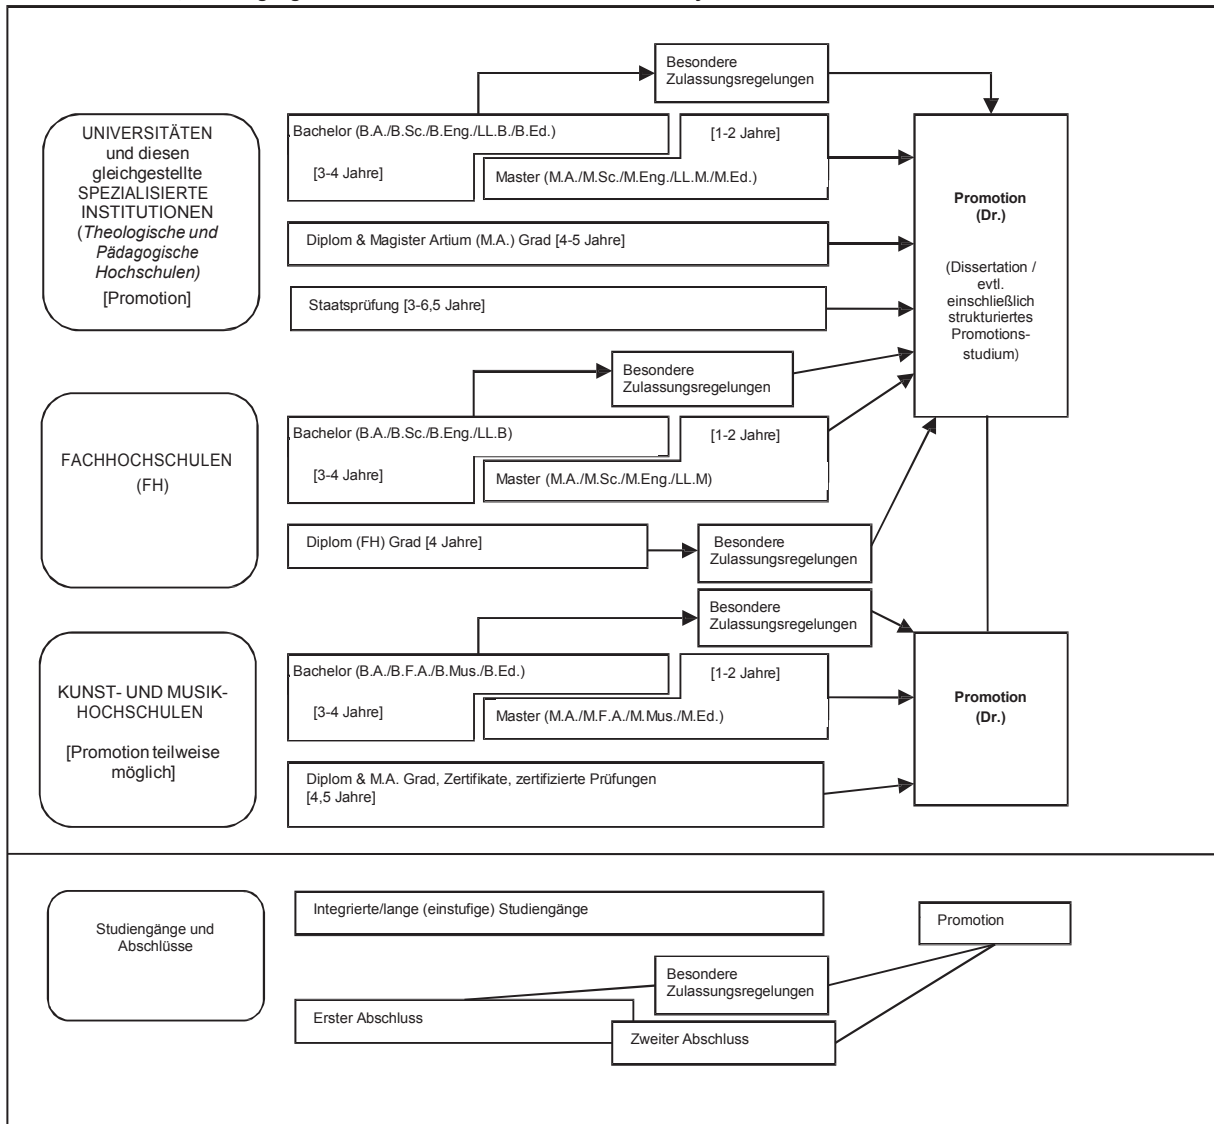 Besondere
Zulassungsregelungen
UNIVERSITÄTEN
und diesen
gleichgestellte
SPEZIALISIERTE
INSTITUTIONEN
(Theologische und
Pädagogische
Hochschulen)
[Promotion]
Bachelor (B.A./B.Sc./B.Eng./LL.B./B.Ed.)
[3-4 Jahre]
[1-2 Jahre]
Master (M.A./M.Sc./M.Eng./LL.M./M.Ed.)
Diplom & Magister Artium (M.A.) Grad [4-5 Jahre]
Staatsprüfung [3-6,5 Jahre]
Promotion
(Dr.)
(Dissertation /
evtl.
einschließlich
strukturiertes
Promotions-
studium)
FACHHOCHSCHULEN
(FH)
Besondere
Zulassungsregelungen
Bachelor (B.A./B.Sc./B.Eng./LL.B)
[3-4 Jahre]
[1-2 Jahre]
Master (M.A./M.Sc./M.Eng./LL.M)
Diplom (FH) Grad [4 Jahre]
Besondere
Zulassungsregelungen
KUNST- UND MUSIK-
HOCHSCHULEN
[Promotion teilweise
möglich]
Besondere
Zulassungsregelungen
Bachelor (B.A./B.F.A./B.Mus./B.Ed.)
[3-4 Jahre]
[1-2 Jahre]
Master (M.A./M.F.A./M.Mus./M.Ed.)
Diplom & M.A. Grad, Zertifikate, zertifizierte Prüfungen
[4,5 Jahre]
Promotion
(Dr.)
Studiengänge und
Abschlüsse
Integrierte/lange (einstufige) Studiengänge
Promotion
Besondere
Zulassungsregelungen
Erster Abschluss
Zweiter Abschluss